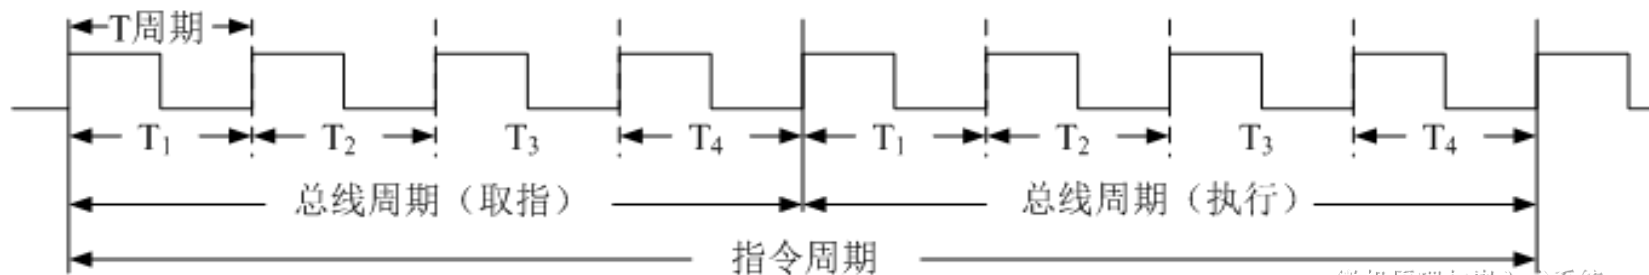 T周期
T₁ T₂ T₃ T₄ T₁ T₂ T₃ T₄
总线周期（取指） 总线周期（执行）
指令周期